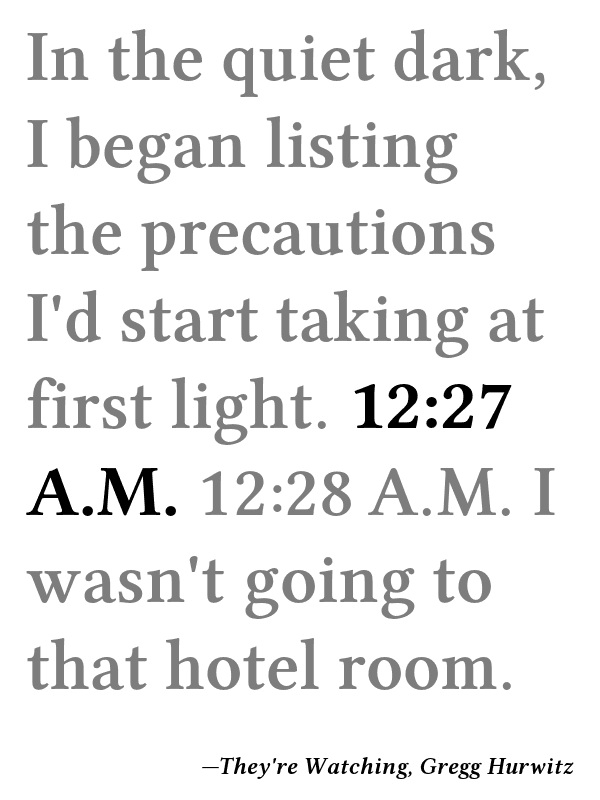 In the quiet dark,
I began listing
the precautions
I'd start taking at
first light. 12:27
A.M. 12:28 A.M. I
wasn't going to
that hotel room.
—They're Watching, Gregg Hurwitz